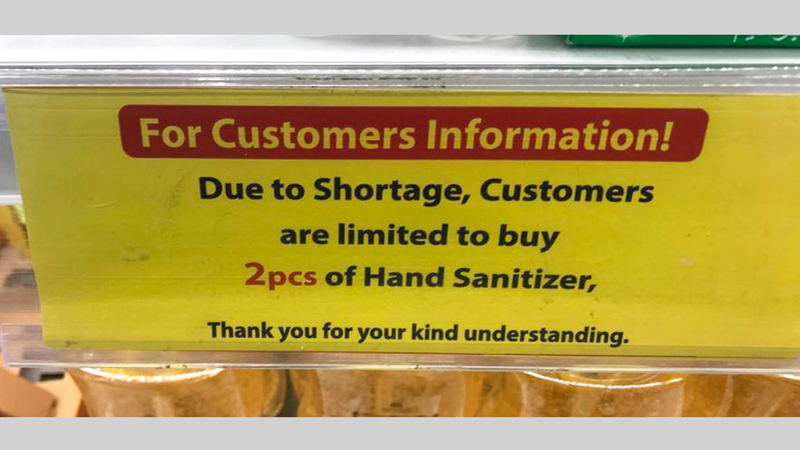 For Customers Information!
Due to Shortage, Customers
are limited to buy
2pcs of Hand Sanitizer,
Thank you for your kind understanding.